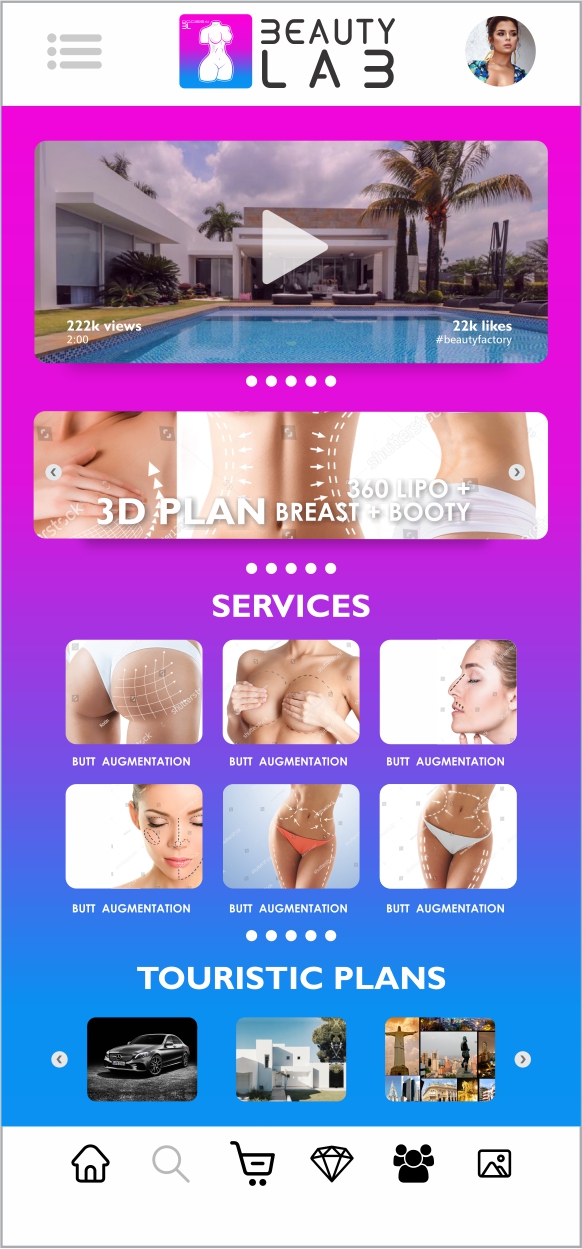 BEAUTY
LAB
222k views
2:00
22k likes
#beautyfactory
3D PLAN
360 LIPO +
BREAST + BOOTY
SERVICES
BUTT AUGMENTATION
BUTT AUGMENTATION
BUTT AUGMENTATION
BUTT AUGMENTATION
BUTT AUGMENTATION
BUTT AUGMENTATION
TOURISTIC PLANS